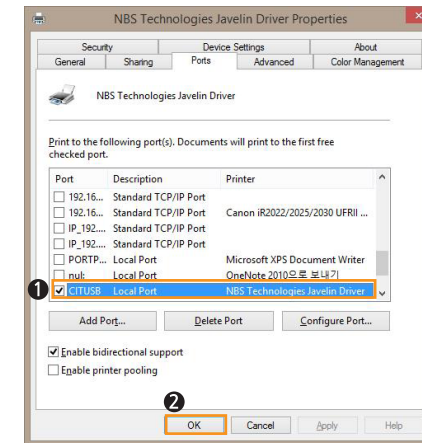 NBS Technologies Javelin Driver Properties
Security Device Settings About
General Sharing Ports Advanced Color Management
NBS Technologies Javelin Driver
Print to the following port(s). Documents will print to the first free
checked port.
Port Description Printer
192.16... Standard TCP/IP Port
192.16... Standard TCP/IP Port Canon iR2022/2025/2030 UFRII ...
IP_192.... Standard TCP/IP Port
IP_192.... Standard TCP/IP Port
PORTP... Local Port Microsoft XPS Document Writer
nul: Local Port OneNote 2010으로 보내기
1 CITUSB Local Port NBS Technologies Javelin Driver
Add Port... Delete Port Configure Port...
Enable bidirectional support
Enable printer pooling
2
OK Cancel Apply Help